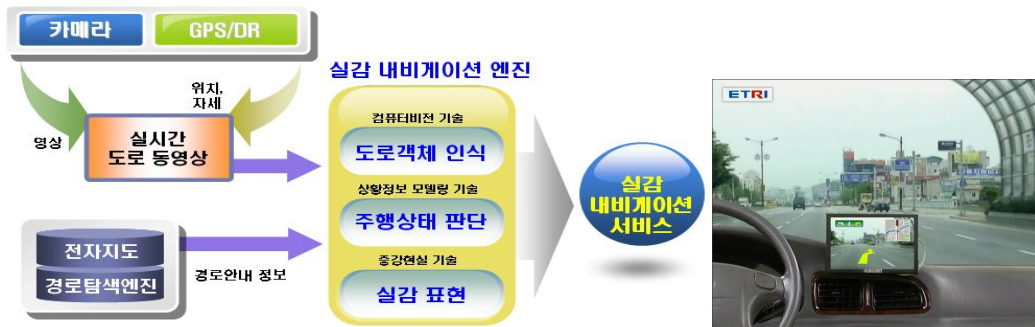 카메라
GPS/DR
영상
위치,
자세
실시간
도로 동영상
전자지도
경로탐색엔진
경로안내 정보
실감 내비게이션 엔진
컴퓨터비전 기술
도로객체 인식
상황정보 모델링 기술
주행상태 판단
증강현실 기술
실감 표현
실감
내비게이션
서비스
ETRI